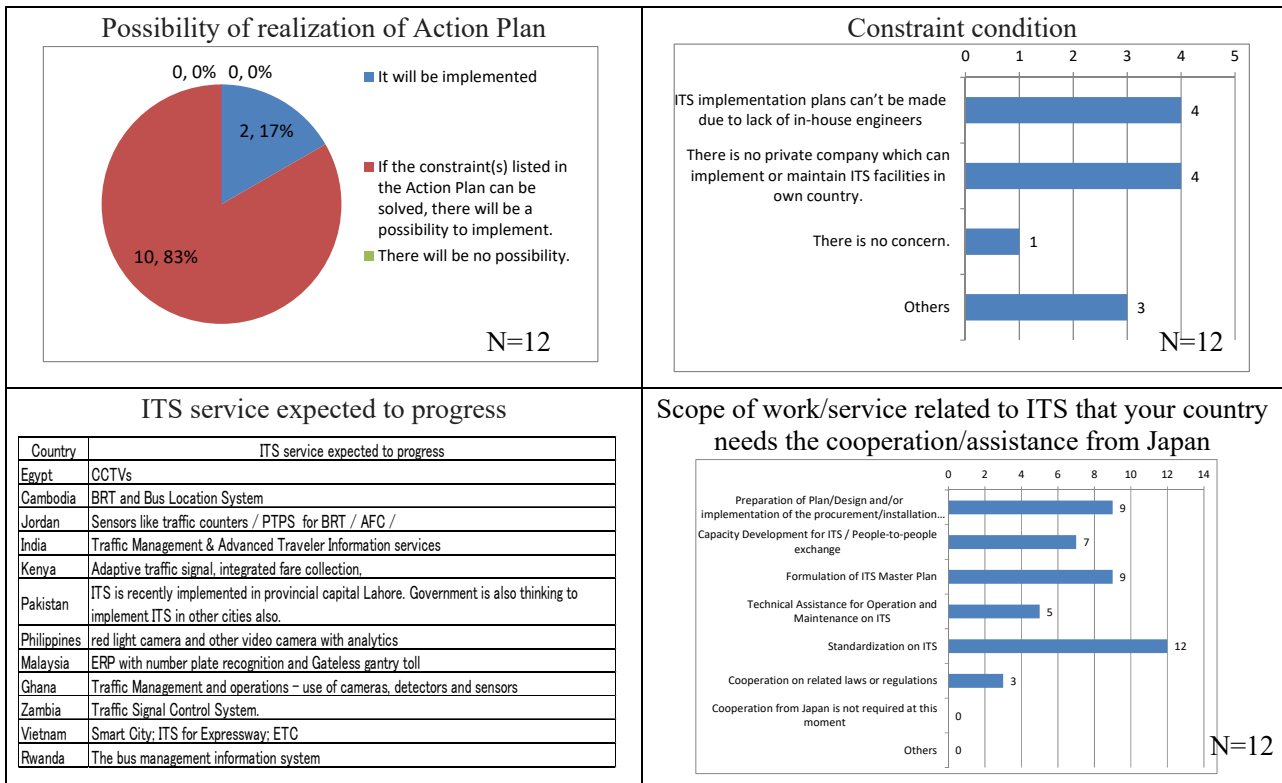 Possibility of realization of Action Plan
0, 0% 0, 0%
2, 17%
10, 83%
It will be implemented
If the constraint(s) listed in
the Action Plan can be
solved, there will be a
possibility to implement.
There will be no possibility.
N=12
Constraint condition
0 1 2 3 4 5
ITS implementation plans can't be made
due to lack of in-house engineers
4
There is no private company which can
implement or maintain ITS facilities in
own country.
4
There is no concern.
1
Others
3
N=12
ITS service expected to progress
Country ITS service expected to progress
Egypt CCTVs
Cambodia BRT and Bus Location System
Jordan Sensors like traffic counters / PTPS for BRT / AFC /
India Traffic Management & Advanced Traveler Information services
Kenya Adaptive traffic signal, integrated fare collection,
Pakistan ITS is recently implemented in provincial capital Lahore. Government is also thinking to
implement ITS in other cities also.
Philippines red light camera and other video camera with analytics
Malaysia ERP with number plate recognition and Gateless gantry toll
Ghana Traffic Management and operations – use of cameras, detectors and sensors
Zambia Traffic Signal Control System.
Vietnam Smart City; ITS for Expressway; ETC
Rwanda The bus management information system
Scope of work/service related to ITS that your country
needs the cooperation/assistance from Japan
0 2 4 6 8 10 12 14
Preparation of Plan/Design and/or
implementation of the procurement/installation…
9
Capacity Development for ITS / People-to-people
exchange
7
Formulation of ITS Master Plan
9
Technical Assistance for Operation and
Maintenance on ITS
5
Standardization on ITS
12
Cooperation on related laws or regulations
3
Cooperation from Japan is not required at this
moment
0
Others
0
N=12